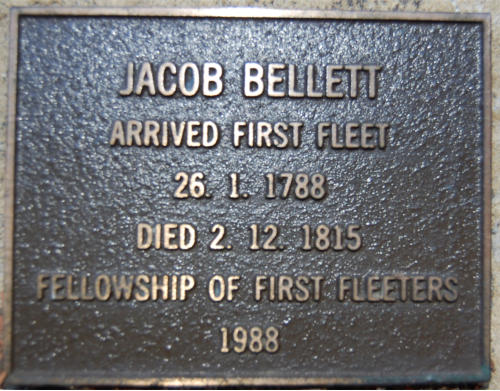 JACOB BELLETT
ARRIVED FIRST FLEET
26. 1. 1788
DIED 2. 12. 1815
FELLOWSHIP OF FIRST FLEETERS
1988